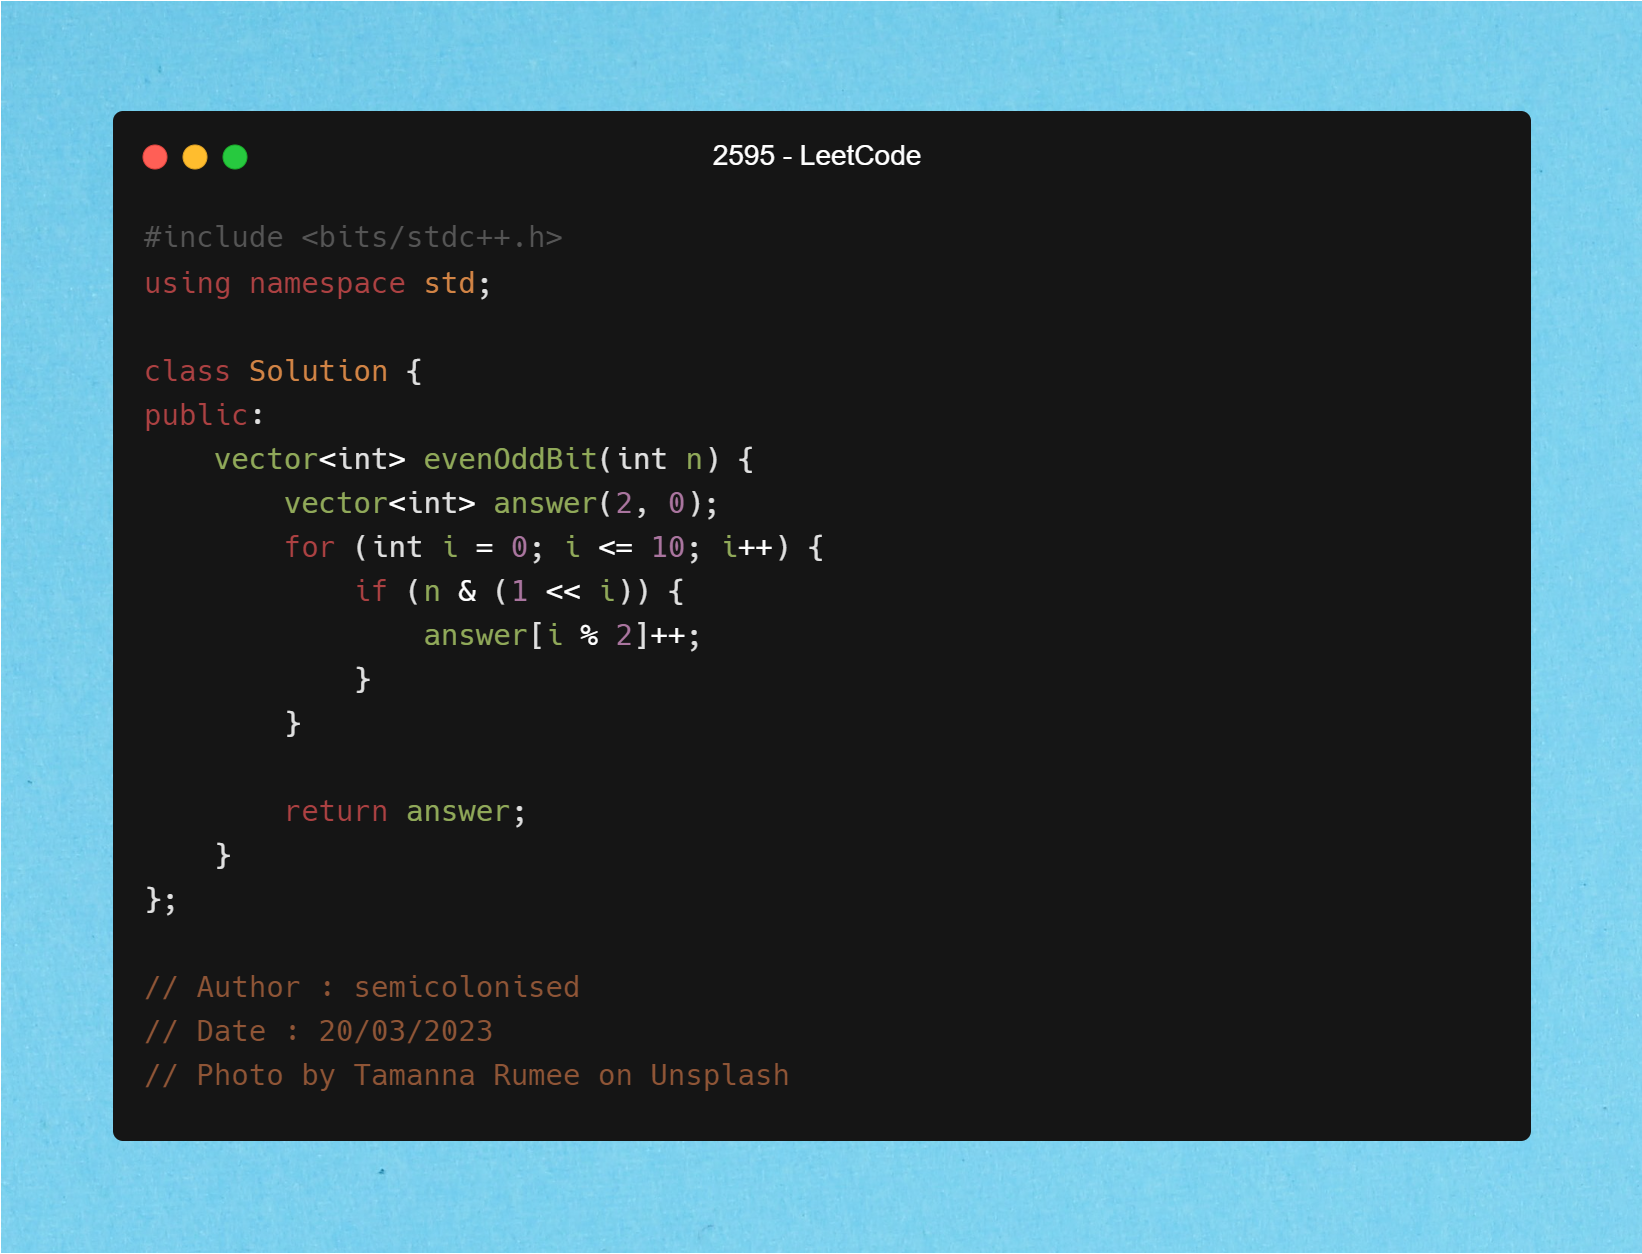 2595 - LeetCode
#include <bits/stdc++.h>
using namespace std;
class Solution {
public:
    vector<int> evenOddBit(int n) {
        vector<int> answer(2, 0);
        for (int i = 0; i <= 10; i++) {
            if (n & (1 << i)) {
                answer[i % 2]++;
            }
        }
        return answer;
    }
};
// Author : semicolonised
// Date : 20/03/2023
// Photo by Tamanna Rumee on Unsplash